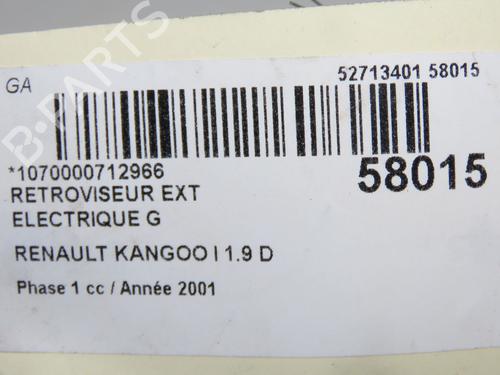 B-PARTS
GA
52713401 58015
*1070000712966
58015
RETROVISEUR EXT
ELECTRIQUE G
RENAULT KANGOO I 1.9 D
Phase 1 cc / Année 2001